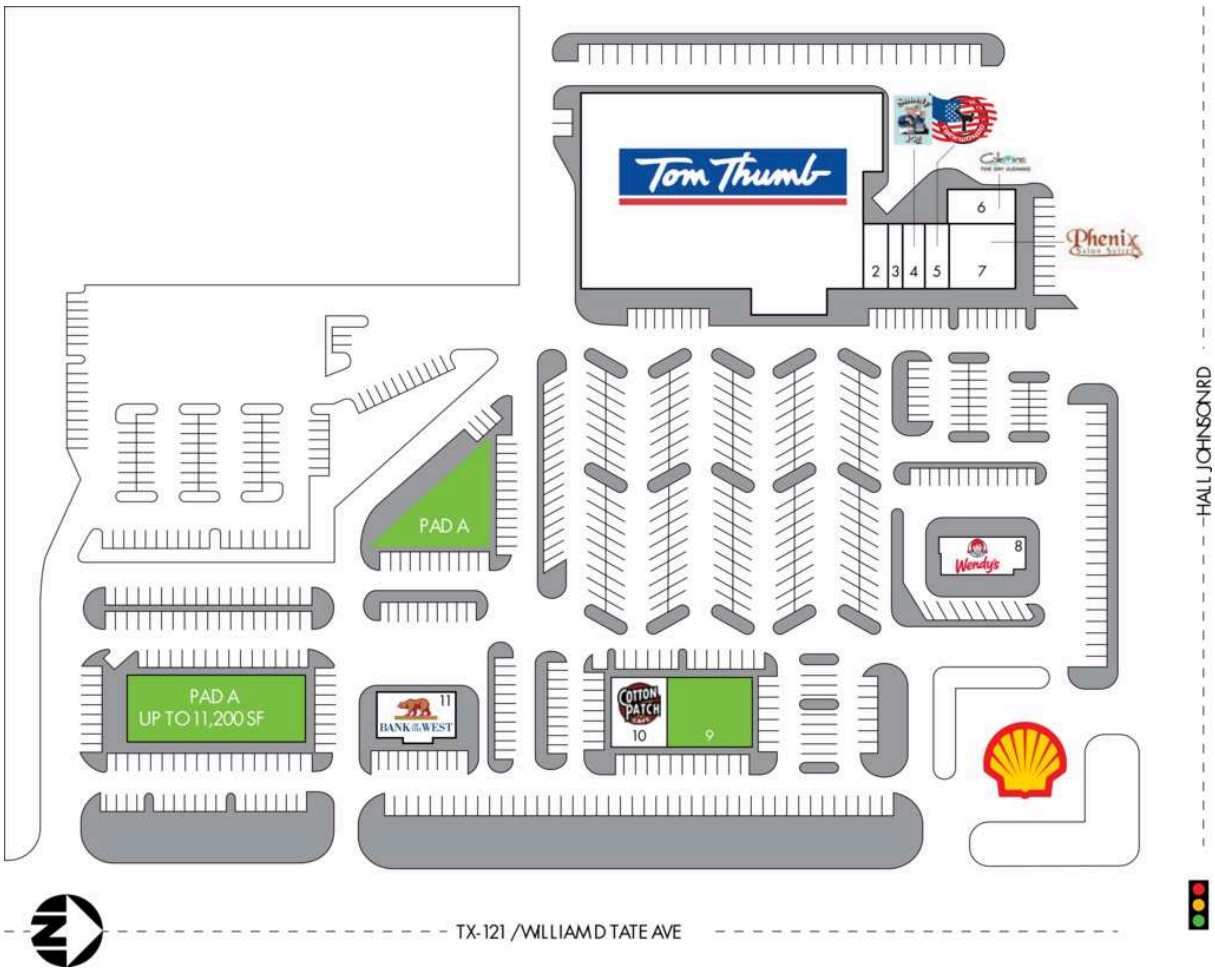 Tom Thumb
6
Phenix
Salon Suites
2
3
4
5
7
HALL JOHNSON RD
PAD A
8
Wendy's
PAD A
UP TO 11,200 SF
11
BANK OF THE WEST
COTTON
PATCH
CAFE
10
9
N
TX-121 / WILLIAM D TATE AVE